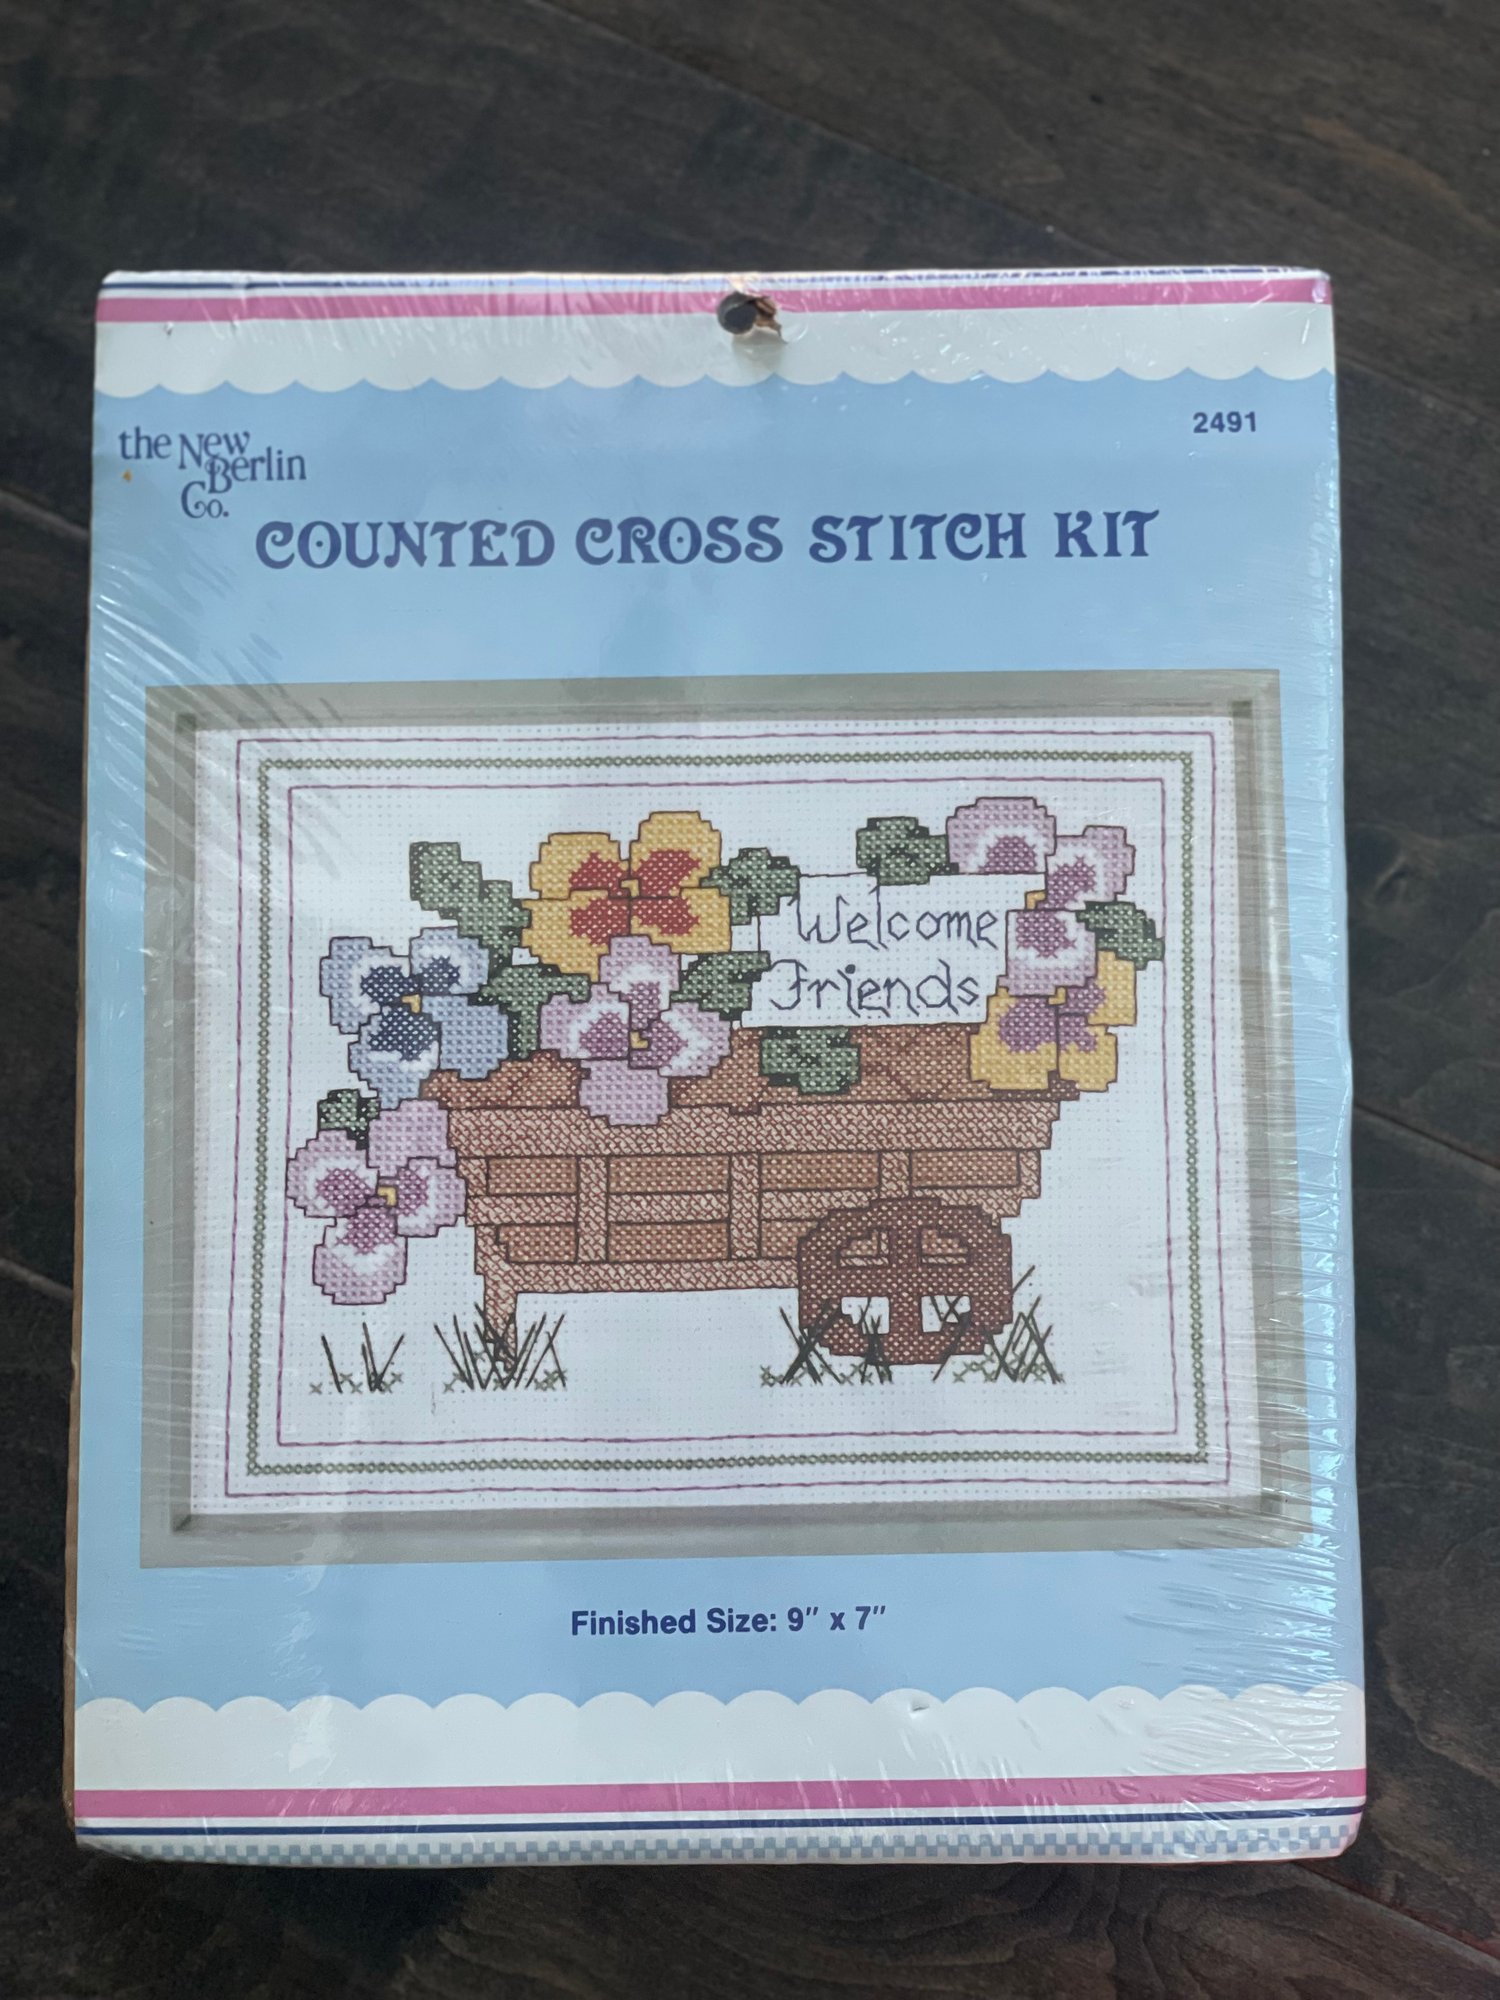 2491
the New
Berlin
Co.
COUNTED CROSS STITCH KIT
Welcome
Friends
Finished Size: 9" x 7"